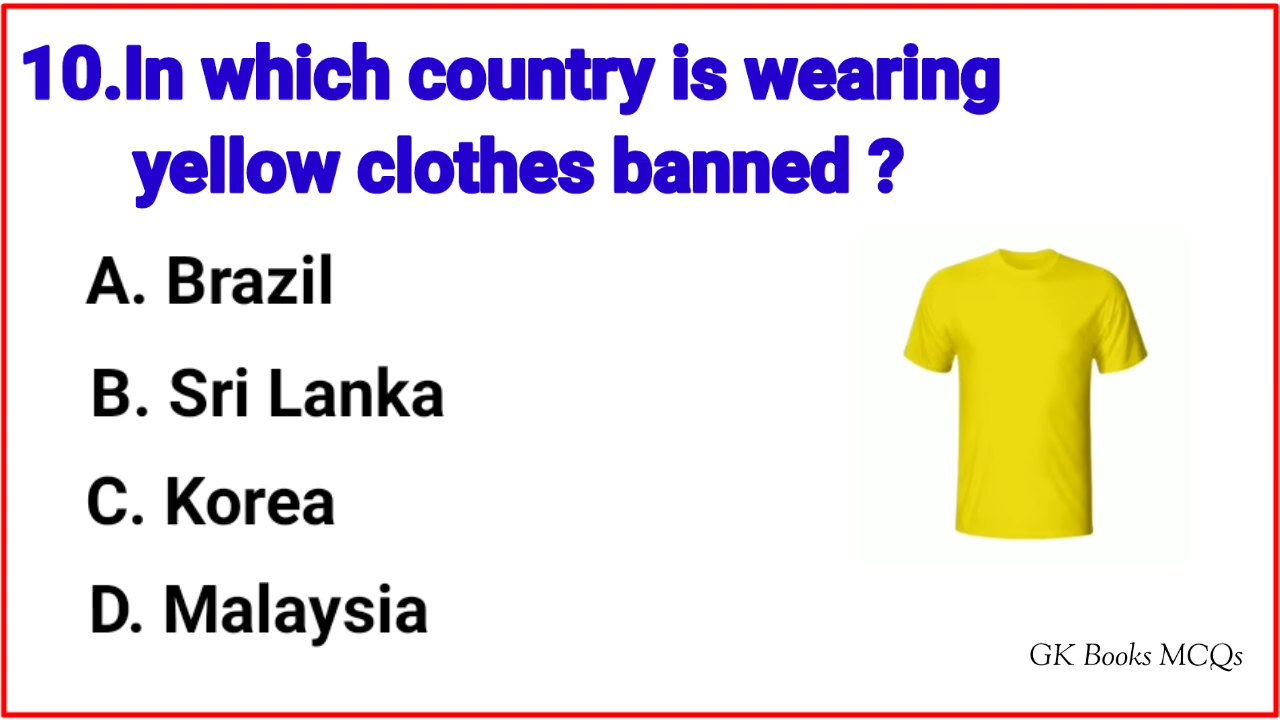 10.In which country is wearing
yellow clothes banned ?
A. Brazil
B. Sri Lanka
C. Korea
D. Malaysia
GK Books MCQs